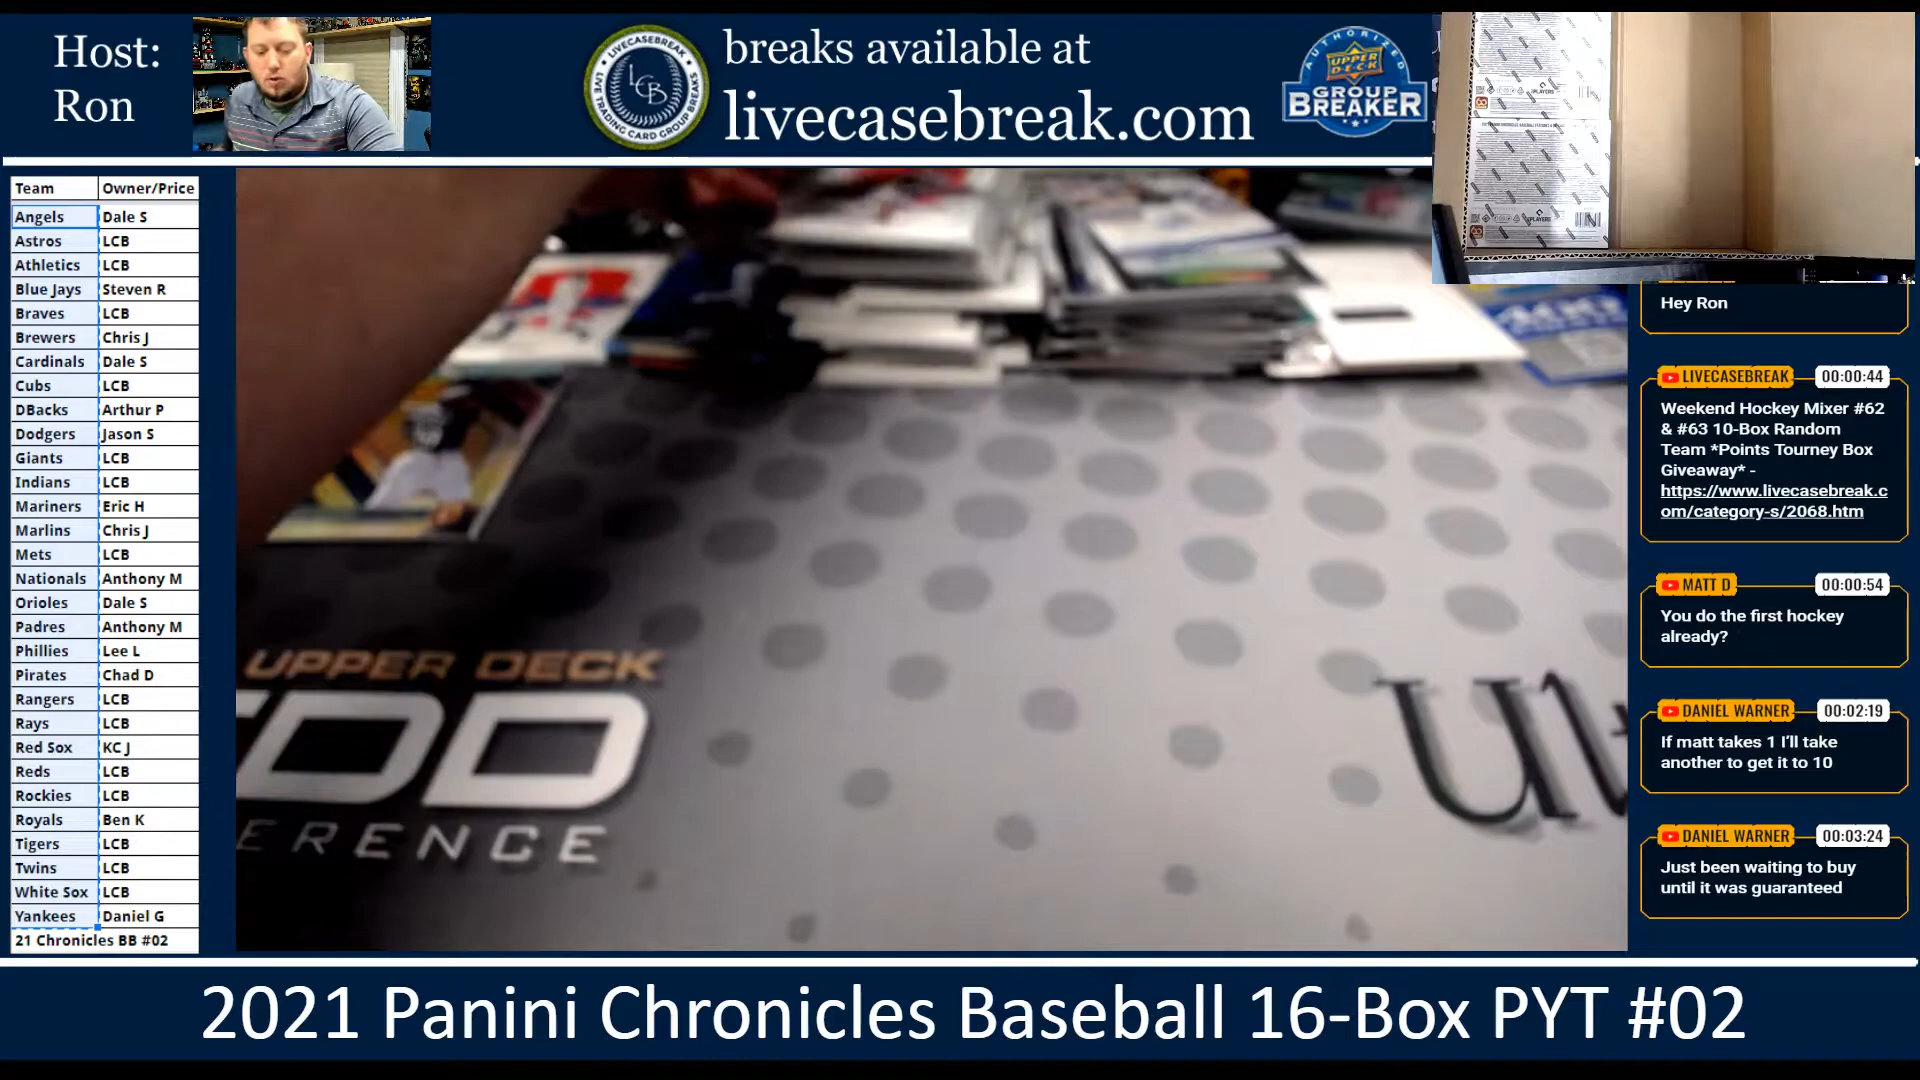 Host:
Ron
LIVECASEBREAK
LCB
LIVE TRADING CARD GROUP BREAKS
breaks available at
livecasebreak.com
AUTHORIZED
UPPER DECK
GROUP
BREAKER
Team Owner/Price
Angels Dale S
Astros LCB
Athletics LCB
Blue Jays Steven R
Braves LCB
Brewers Chris J
Cardinals Dale S
Cubs LCB
DBacks Arthur P
Dodgers Jason S
Giants LCB
Indians LCB
Mariners Eric H
Marlins Chris J
Mets LCB
Nationals Anthony M
Orioles Dale S
Padres Anthony M
Phillies Lee L
Pirates Chad D
Rangers LCB
Rays LCB
Red Sox KC J
Reds LCB
Rockies LCB
Royals Ben K
Tigers LCB
Twins LCB
White Sox LCB
Yankees Daniel G
21 Chronicles BB #02
UPPER DECK
ERENCE
Hey Ron
LIVECASEBREAK 00:00:44
Weekend Hockey Mixer #62
& #63 10-Box Random
Team *Points Tourney Box
Giveaway* -
https://www.livecasebreak.c
om/category-s/2068.htm
MATT D 00:00:54
You do the first hockey
already?
DANIEL WARNER 00:02:19
If matt takes 1 I'll take
another to get it to 10
DANIEL WARNER 00:03:24
Just been waiting to buy
until it was guaranteed
2021 Panini Chronicles Baseball 16-Box PYT #02